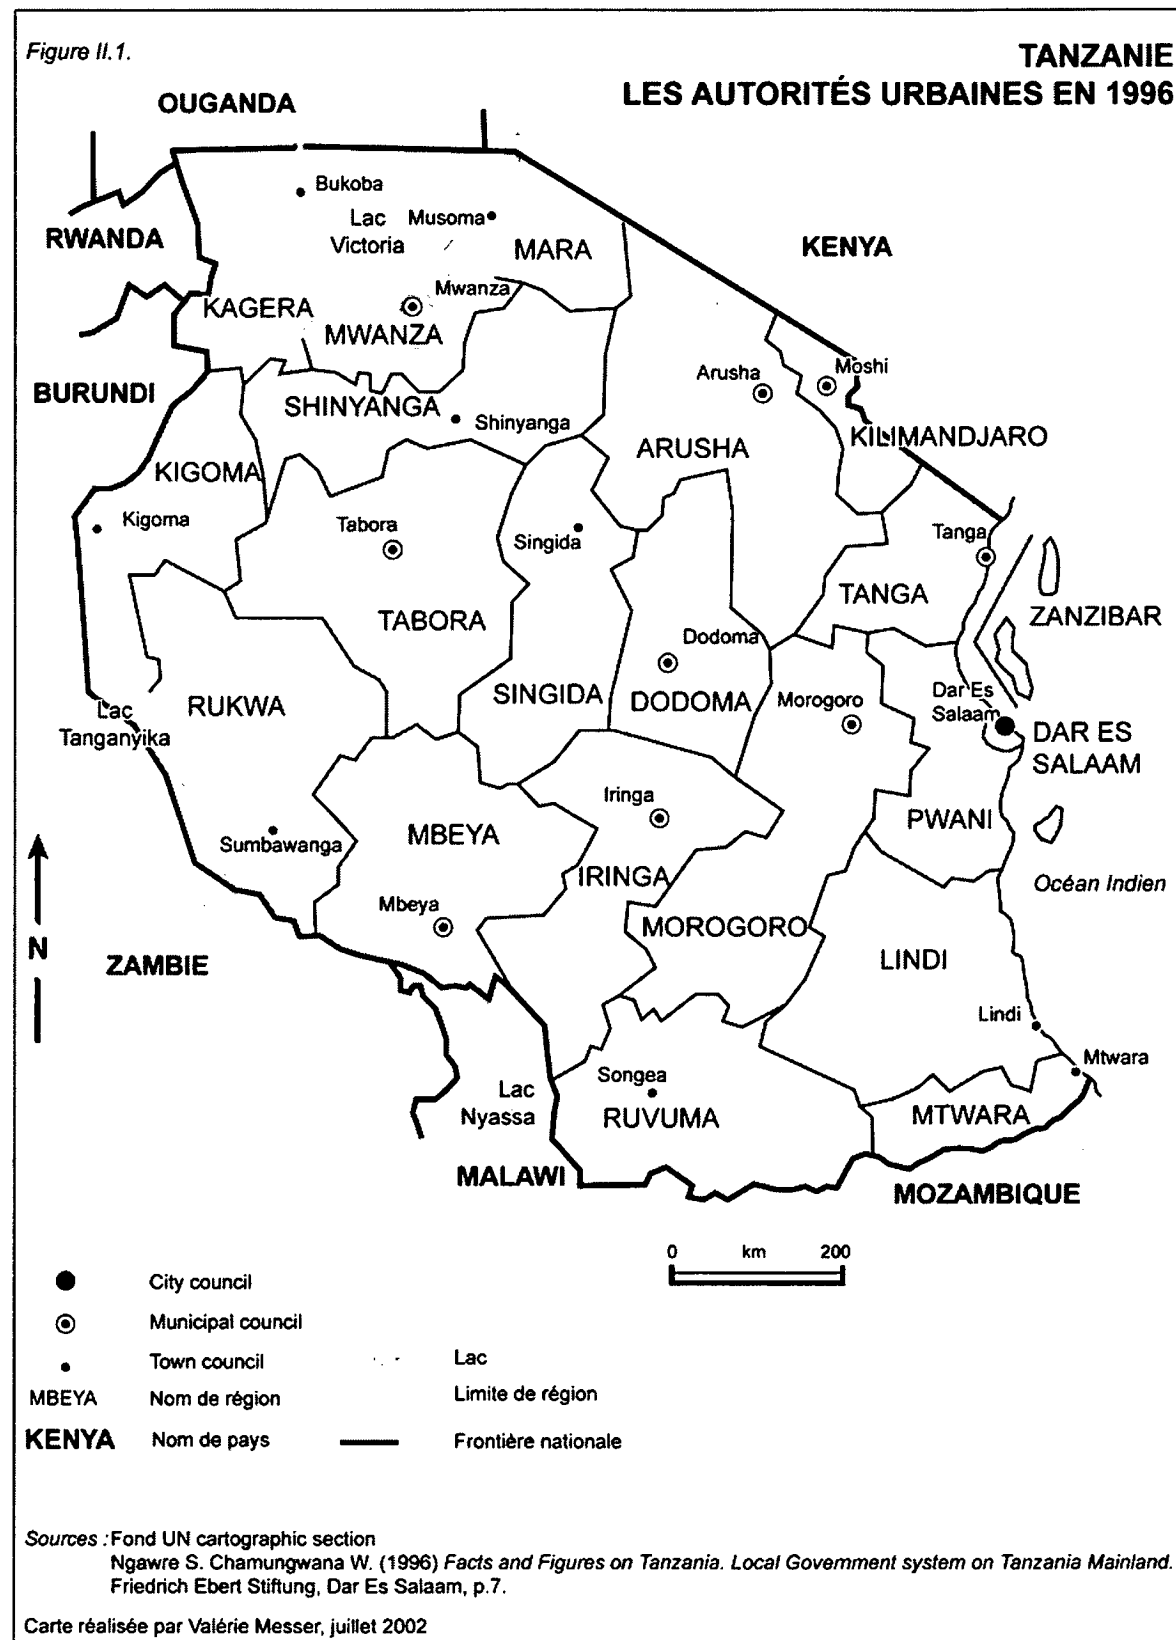 Figure II.1.
TANZANIE
LES AUTORITÉS URBAINES EN 1996
OUGANDA
Bukoba
Lac
Victoria
Musoma
RWANDA
MARA
KENYA
Mwanza
KAGERA
MWANZA
Arusha
Moshi
BURUNDI
SHINYANGA
Shinyanga
KILIMANDJARO
ARUSHA
KIGOMA
Kigoma
Tabora
Singida
Tanga
TANGA
ZANZIBAR
TABORA
Dodoma
SINGIDA
DODOMA
RUKWA
Morogoro
Dar Es
Salaam
Lac
Tanganyika
DAR ES
SALAAM
Iringa
PWANI
MBEYA
Sumbawanga
IRINGA
Océan Indien
Mbeya
MOROGORO
N
ZAMBIE
LINDI
Lindi
Mtwara
Songea
Lac
Nyassa
RUVUMA
MTWARA
MALAWI
MOZAMBIQUE
0 km 200
City council
Municipal council
Town council
Lac
MBEYA Nom de région
Limite de région
KENYA Nom de pays
Frontière nationale
Sources : Fond UN cartographic section
Ngawre S. Chamungwana W. (1996) Facts and Figures on Tanzania. Local Government system on Tanzania Mainland.
Friedrich Ebert Stiftung, Dar Es Salaam, p.7.
Carte réalisée par Valérie Messer, juillet 2002